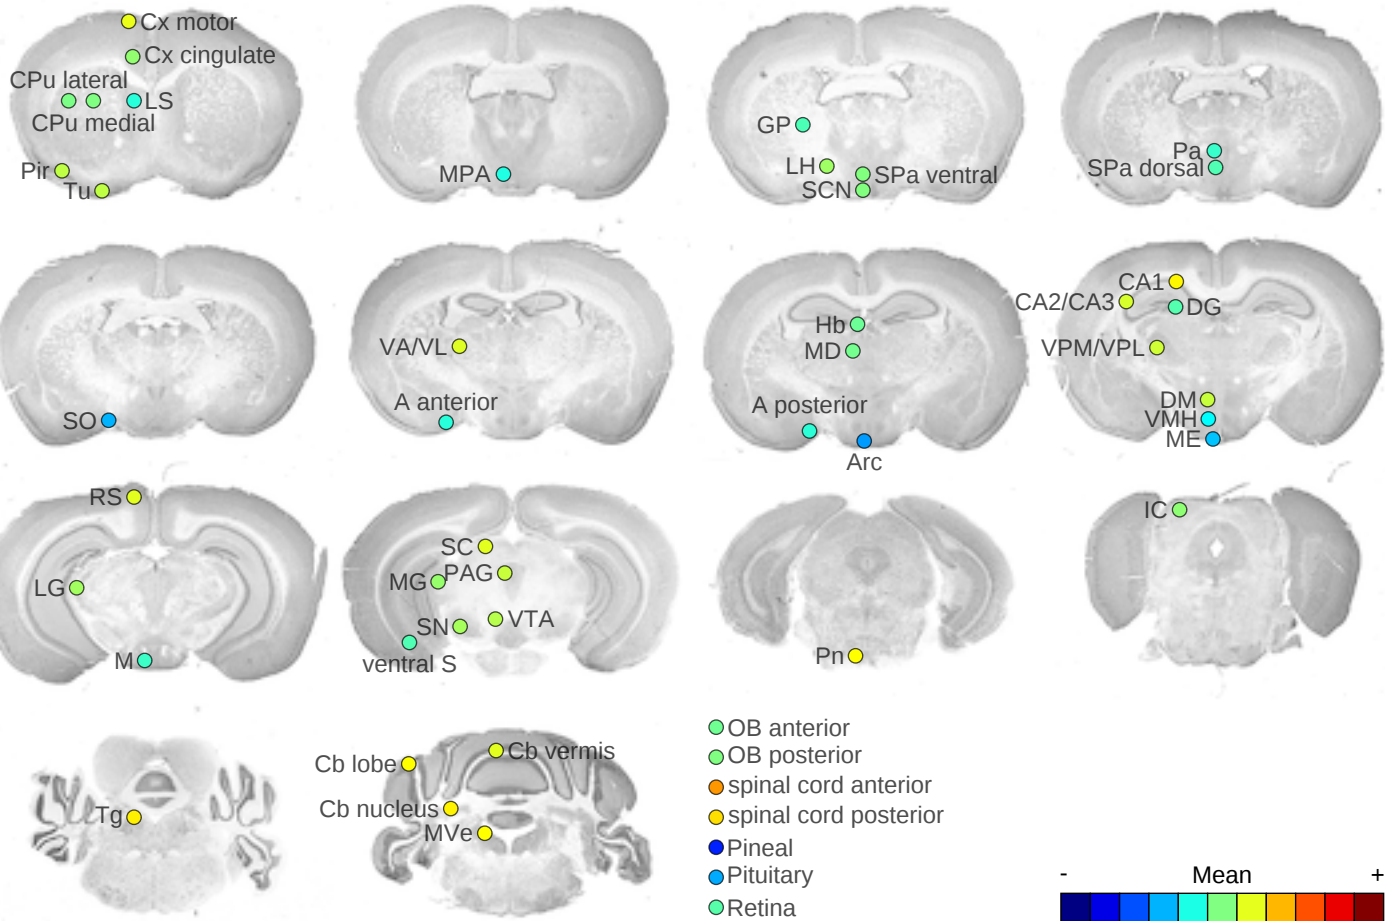 Cx motor
Cx cingulate
CPu lateral
LS
CPu medial
Pir
Tu
MPA
GP
LH
SPa ventral
SCN
Pa
SPa dorsal
SO
VA/VL
A anterior
Hb
MD
A posterior
Arc
CA1
CA2/CA3
DG
VPM/VPL
DM
VMH
ME
RS
LG
M
SC
MG
PAG
SN
VTA
ventral S
Pn
IC
Tg
Cb lobe
Cb vermis
Cb nucleus
MVe
OB anterior
OB posterior
spinal cord anterior
spinal cord posterior
Pineal
Pituitary
Retina
- Mean +